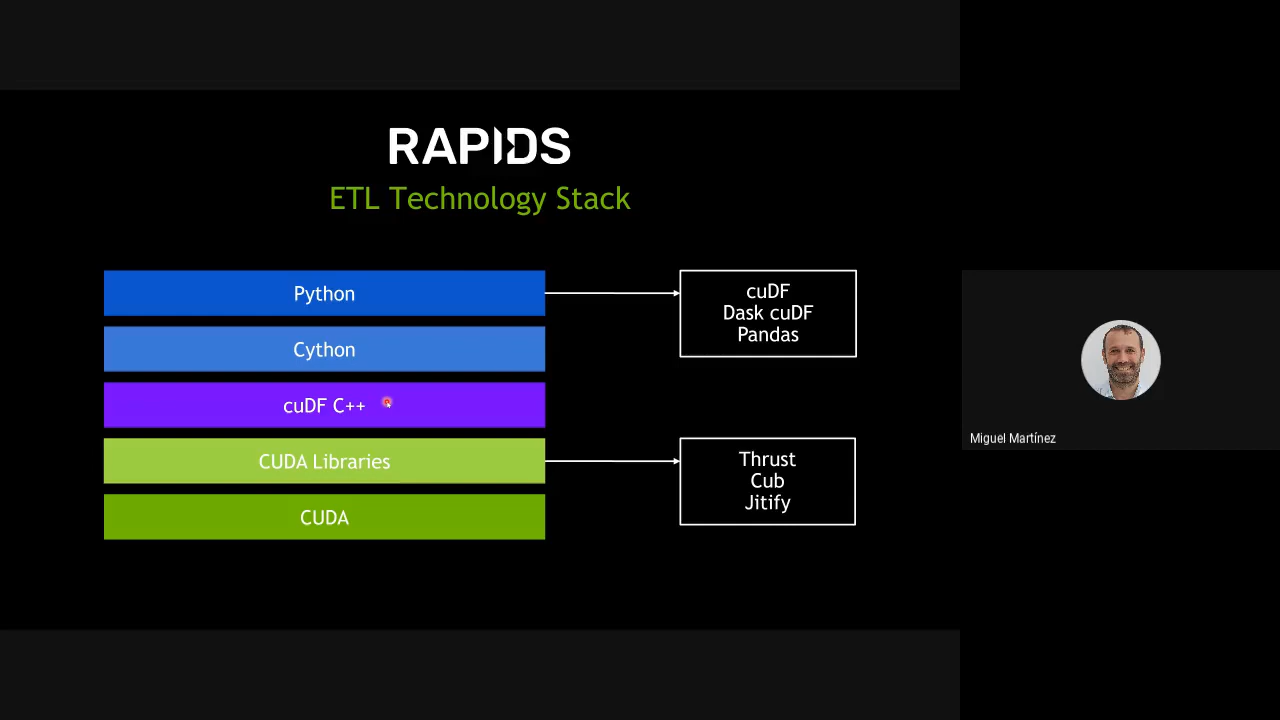 RAPIDS
ETL Technology Stack
Python
Cython
cuDF C++
CUDA Libraries
CUDA
cuDF
Dask cuDF
Pandas
Thrust
Cub
Jitify
Miguel Martínez